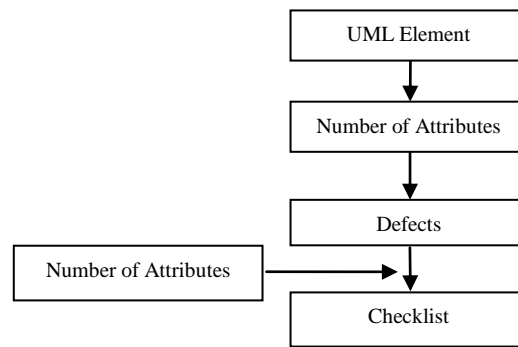 UML Element
Number of Attributes
Defects
Number of Attributes
Checklist